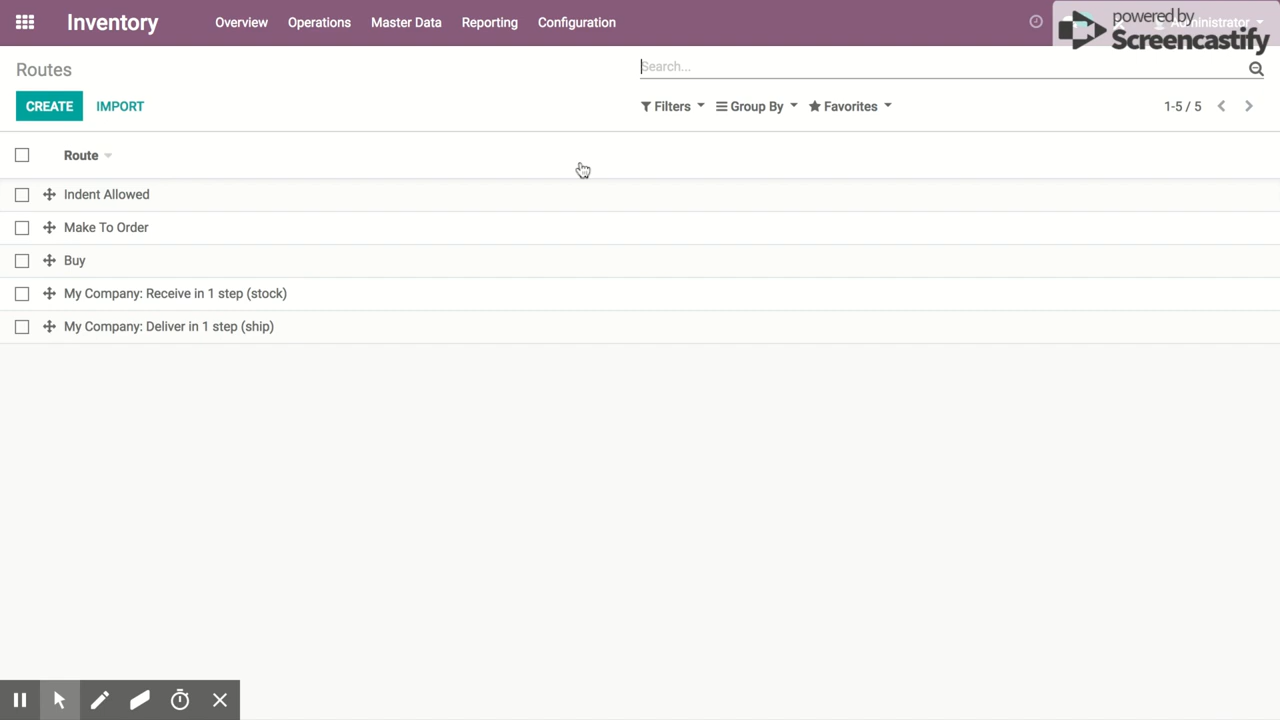 Inventory Overview Operations Master Data Reporting Configuration Administrator
powered by
Screencastify
Routes Search...
CREATE IMPORT Filters Group By Favorites 1-5 / 5
Route
Indent Allowed
Make To Order
Buy
My Company: Receive in 1 step (stock)
My Company: Deliver in 1 step (ship)